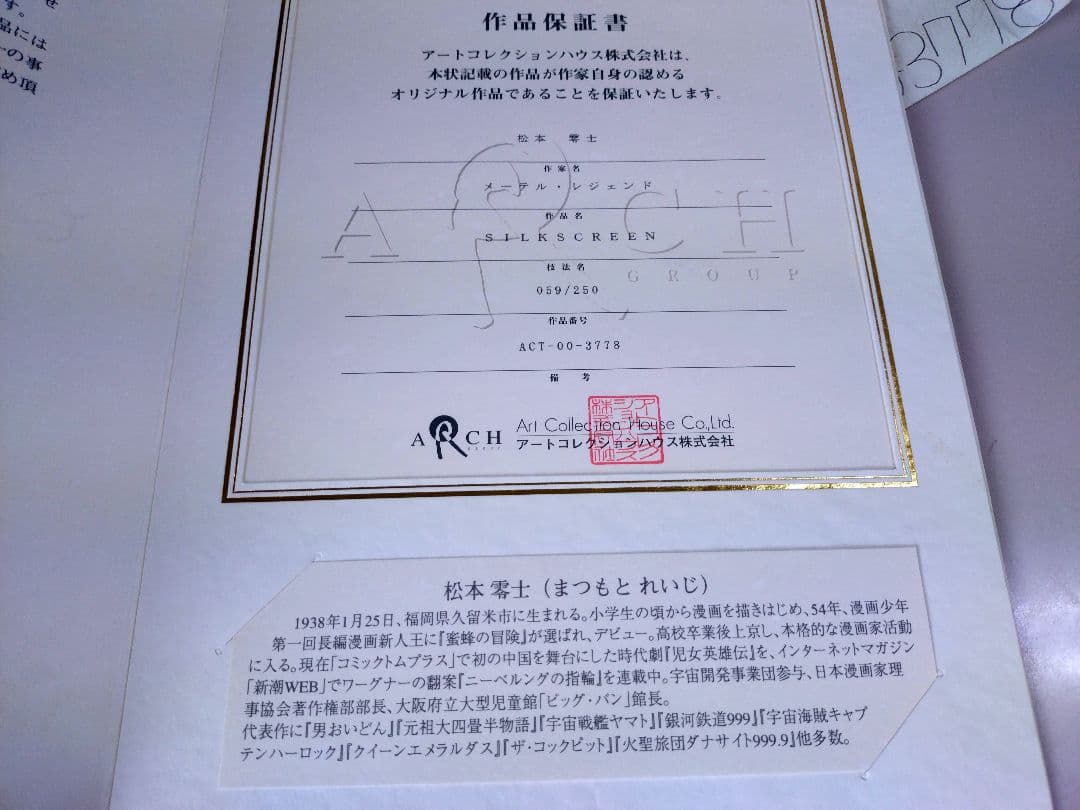 せ
す。
品には
ーの事
め頂
3778
作品保証書
アートコレクションハウス株式会社は、
本状記載の作品が作家自身の認める
オリジナル作品であることを保証いたします。
松本 零士
作家名
メーテル・レジェンド
作品名
SILKSCREEN
技法名
059/250
作品番号
ACT-00-3778
備 考
ARCH
GROUP
ARCH
Art Collection House Co.,Ltd.
アートコレクションハウス株式会社
松本 零士（まつもと れいじ）
1938年1月25日、福岡県久留米市に生まれる。小学生の頃から漫画を描きはじめ、54年、漫画少年
第一回長編漫画新人王に『蜜蜂の冒険』が選ばれ、デビュー。高校卒業後上京し、本格的な漫画家活動
に入る。現在「コミックトムプラス」で初の中国を舞台にした時代劇『児女英雄伝』を、インターネットマガジン
「新潮WEB」でワーグナーの翻案『ニーベルングの指輪』を連載中。宇宙開発事業団参与、日本漫画家理
事協会著作権部部長、大阪府立大型児童館「ビッグ・バン」館長。
代表作に『男おいどん』『元祖大四畳半物語』『宇宙戦艦ヤマト』『銀河鉄道999』『宇宙海賊キャプ
テンハーロック』『クイーンエメラルダス』『ザ・コックピット』『火聖旅団ダナサイト999.9』他多数。